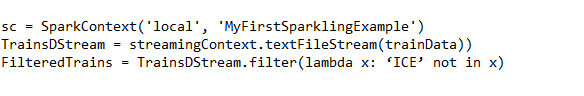 sc = SparkContext('local', 'MyFirstSparklingExample')
TrainsDStream = streamingContext.textFileStream(trainData))
FilteredTrains = TrainsDStream.filter(lambda x: ‘ICE’ not in x)